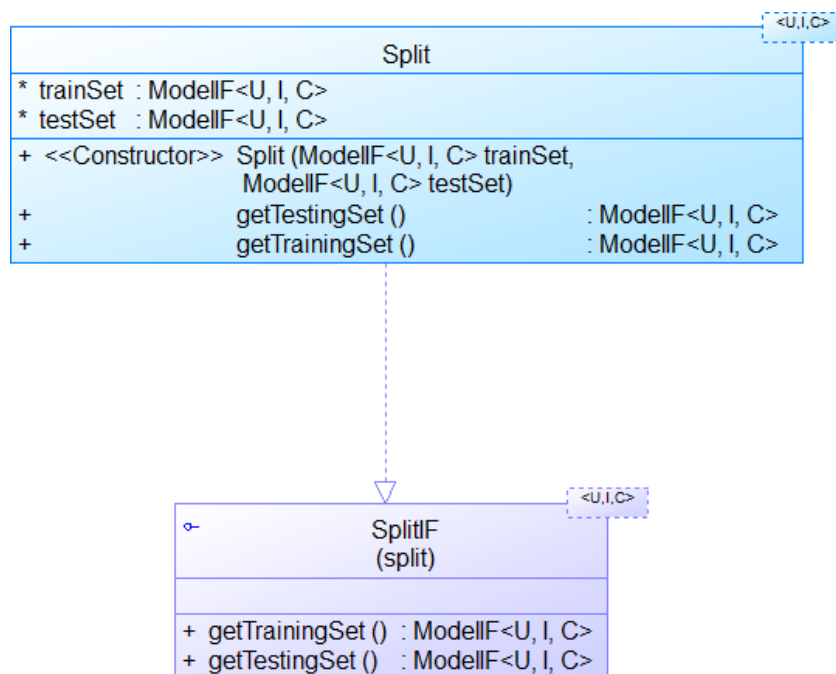 <U,I,C>
Split
* trainSet : ModelIF<U, I, C>
* testSet : ModelIF<U, I, C>
+ <<Constructor>> Split (ModelIF<U, I, C> trainSet,
ModelIF<U, I, C> testSet)
+ getTestingSet () : ModelIF<U, I, C>
+ getTrainingSet () : ModelIF<U, I, C>
<U,I,C>
SplitIF
(split)
+ getTrainingSet () : ModelIF<U, I, C>
+ getTestingSet () : ModelIF<U, I, C>